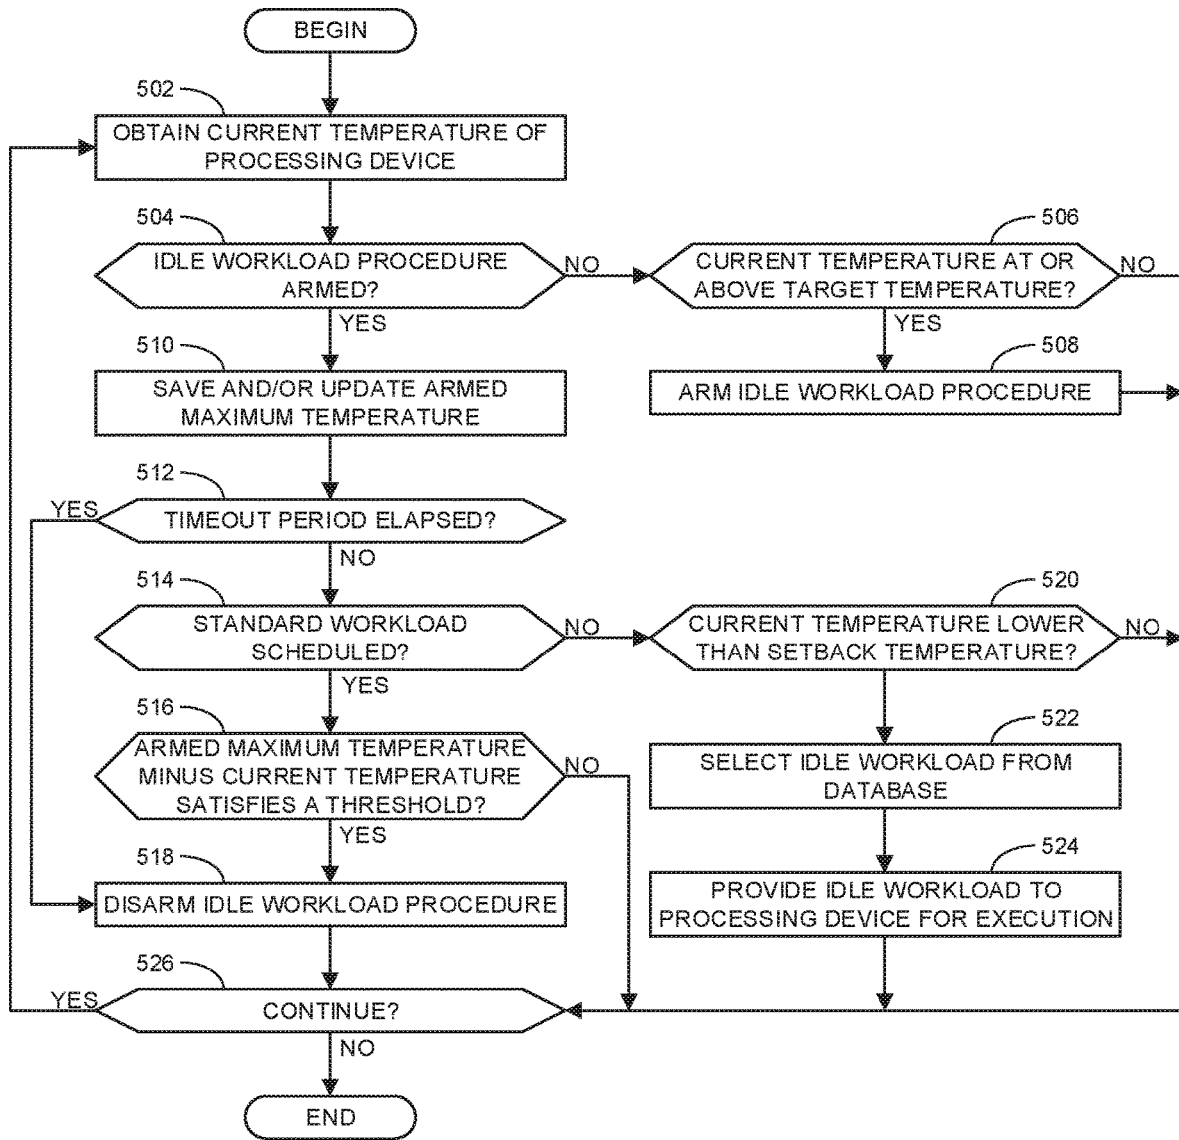 BEGIN
502
OBTAIN CURRENT TEMPERATURE OF
PROCESSING DEVICE
504
IDLE WORKLOAD PROCEDURE
ARMED?
NO
YES
506
CURRENT TEMPERATURE AT OR
ABOVE TARGET TEMPERATURE?
NO
YES
508
ARM IDLE WORKLOAD PROCEDURE
510
SAVE AND/OR UPDATE ARMED
MAXIMUM TEMPERATURE
512
TIMEOUT PERIOD ELAPSED?
YES
NO
514
STANDARD WORKLOAD
SCHEDULED?
NO
YES
520
CURRENT TEMPERATURE LOWER
THAN SETBACK TEMPERATURE?
NO
516
ARMED MAXIMUM TEMPERATURE
MINUS CURRENT TEMPERATURE
SATISFIES A THRESHOLD?
NO
YES
522
SELECT IDLE WORKLOAD FROM
DATABASE
518
DISARM IDLE WORKLOAD PROCEDURE
524
PROVIDE IDLE WORKLOAD TO
PROCESSING DEVICE FOR EXECUTION
526
CONTINUE?
YES
NO
END